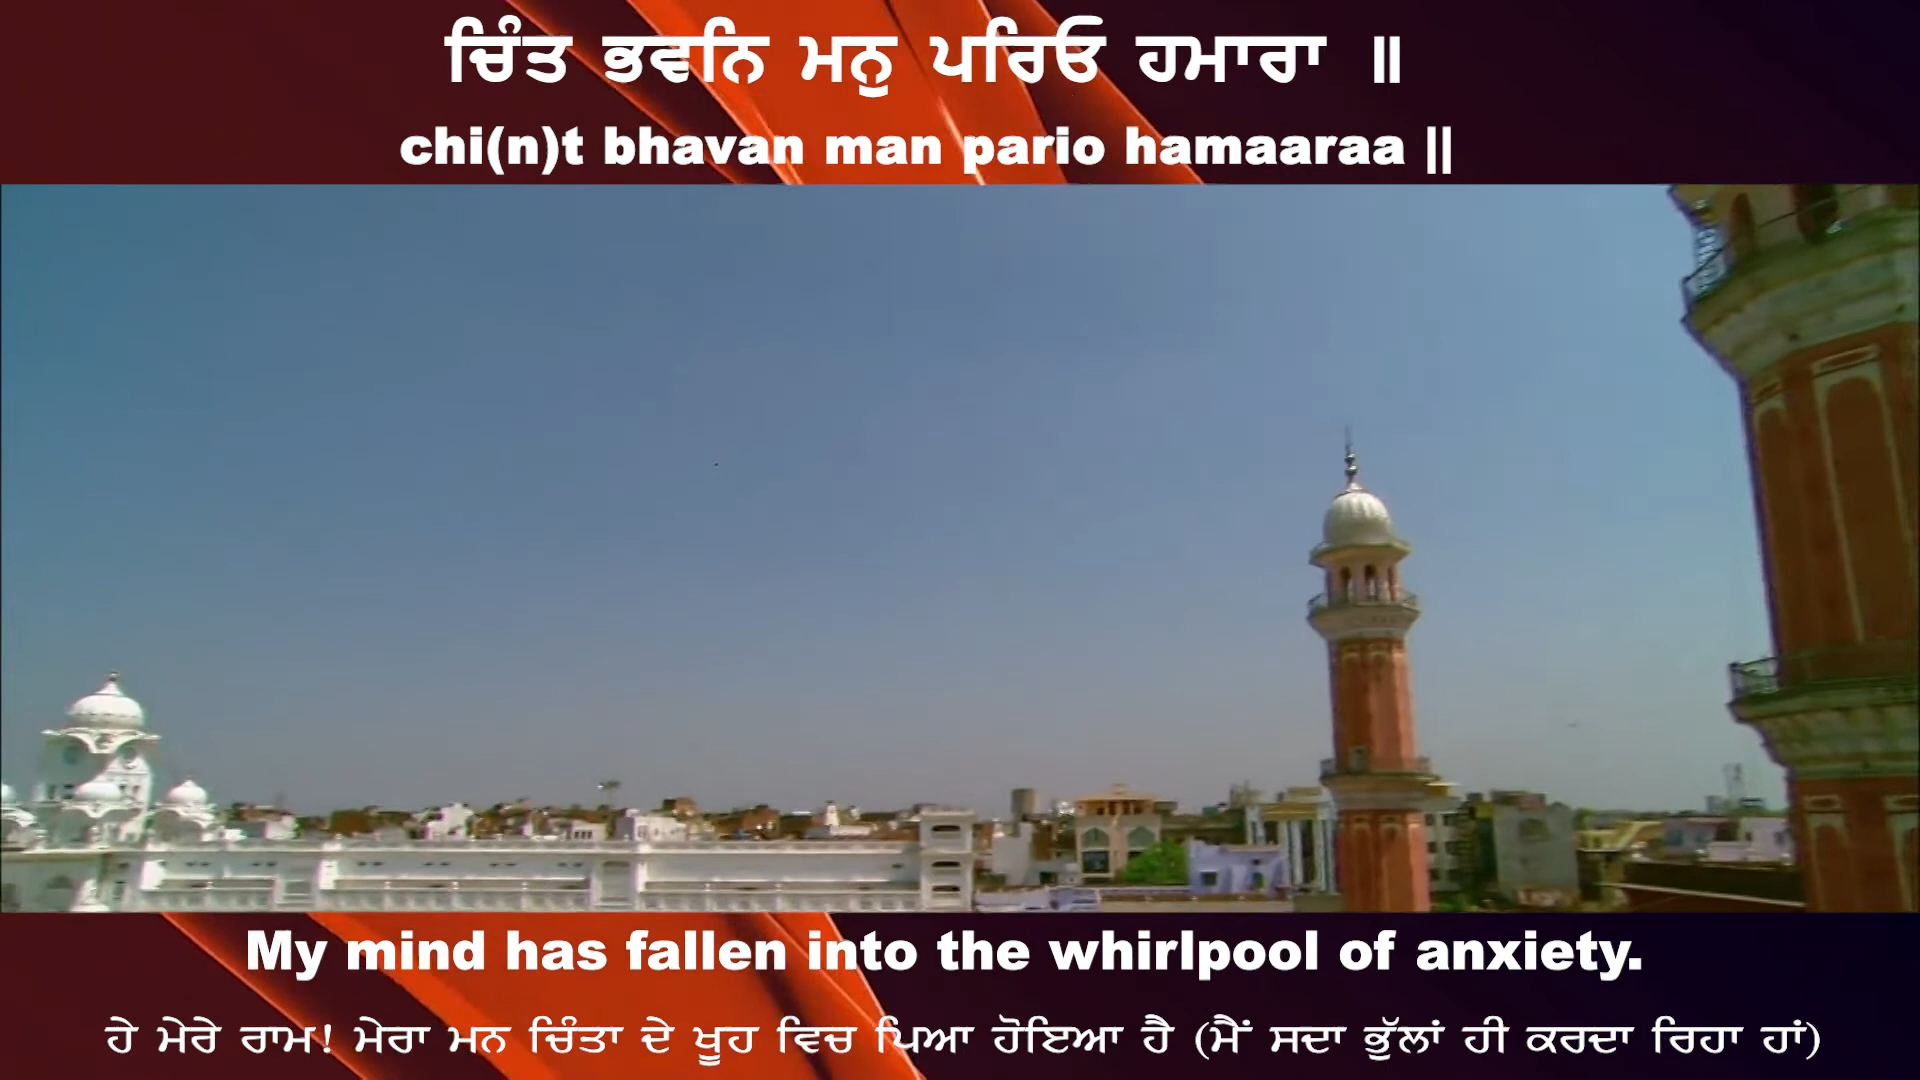 ਚਿੰਤ ਭਵਨਿ ਮਨੁ ਪਰਿਓ ਹਮਾਰਾ ॥
chi(n)t bhavan man pario hamaaraa ||
My mind has fallen into the whirlpool of anxiety.
ਹੇ ਮੇਰੇ ਰਾਮ! ਮੇਰਾ ਮਨ ਚਿੰਤਾ ਦੇ ਖੂਹ ਵਿਚ ਪਿਆ ਹੋਇਆ ਹੈ (ਮੈਂ ਸਦਾ ਭੁੱਲਾਂ ਹੀ ਕਰਦਾ ਰਿਹਾ ਹਾਂ)